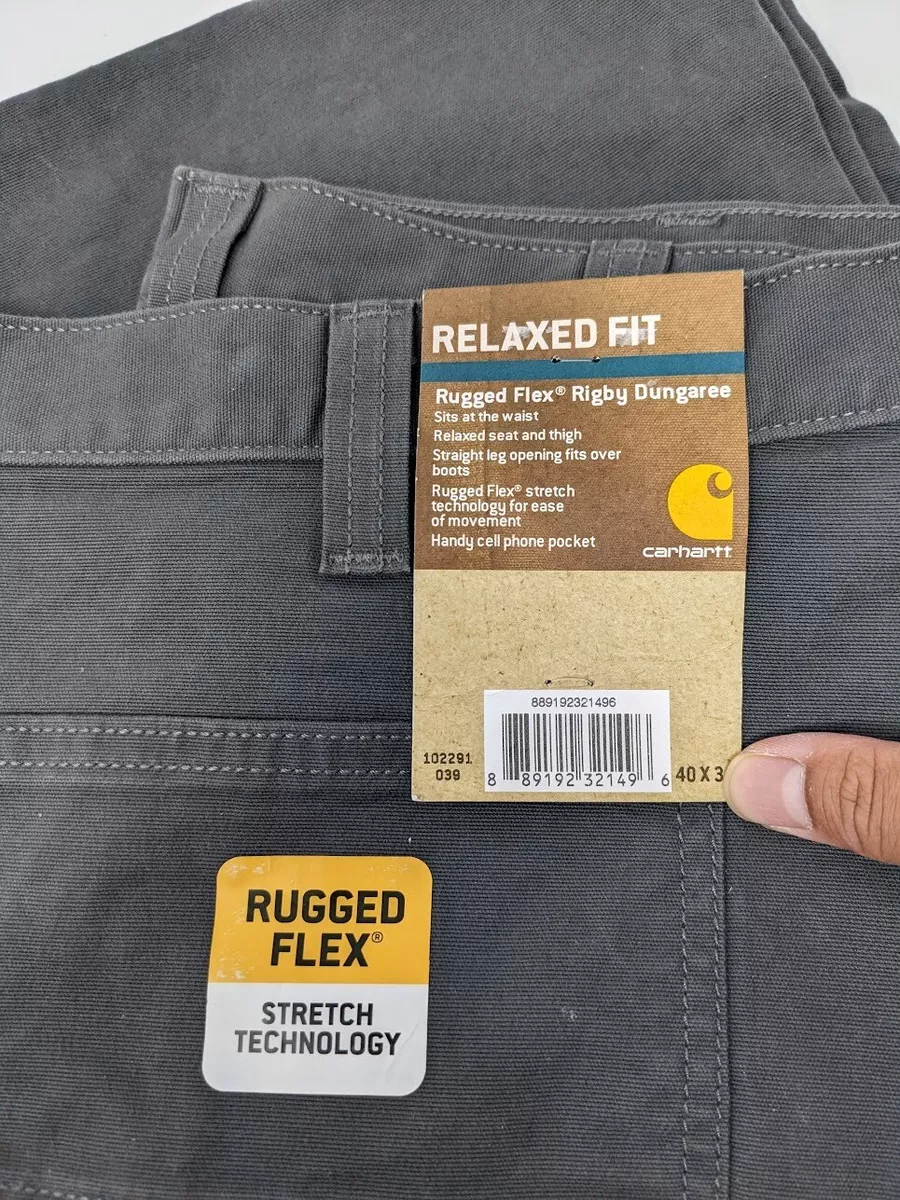 RELAXED FIT
Rugged Flex® Rigby Dungaree
Sits at the waist
Relaxed seat and thigh
Straight leg opening fits over
boots
Rugged Flex® stretch
technology for ease
of movement
Handy cell phone pocket
carhartt
889192321496
102291
039
8 89192 32149 6
40 X 3
RUGGED
FLEX®
STRETCH
TECHNOLOGY